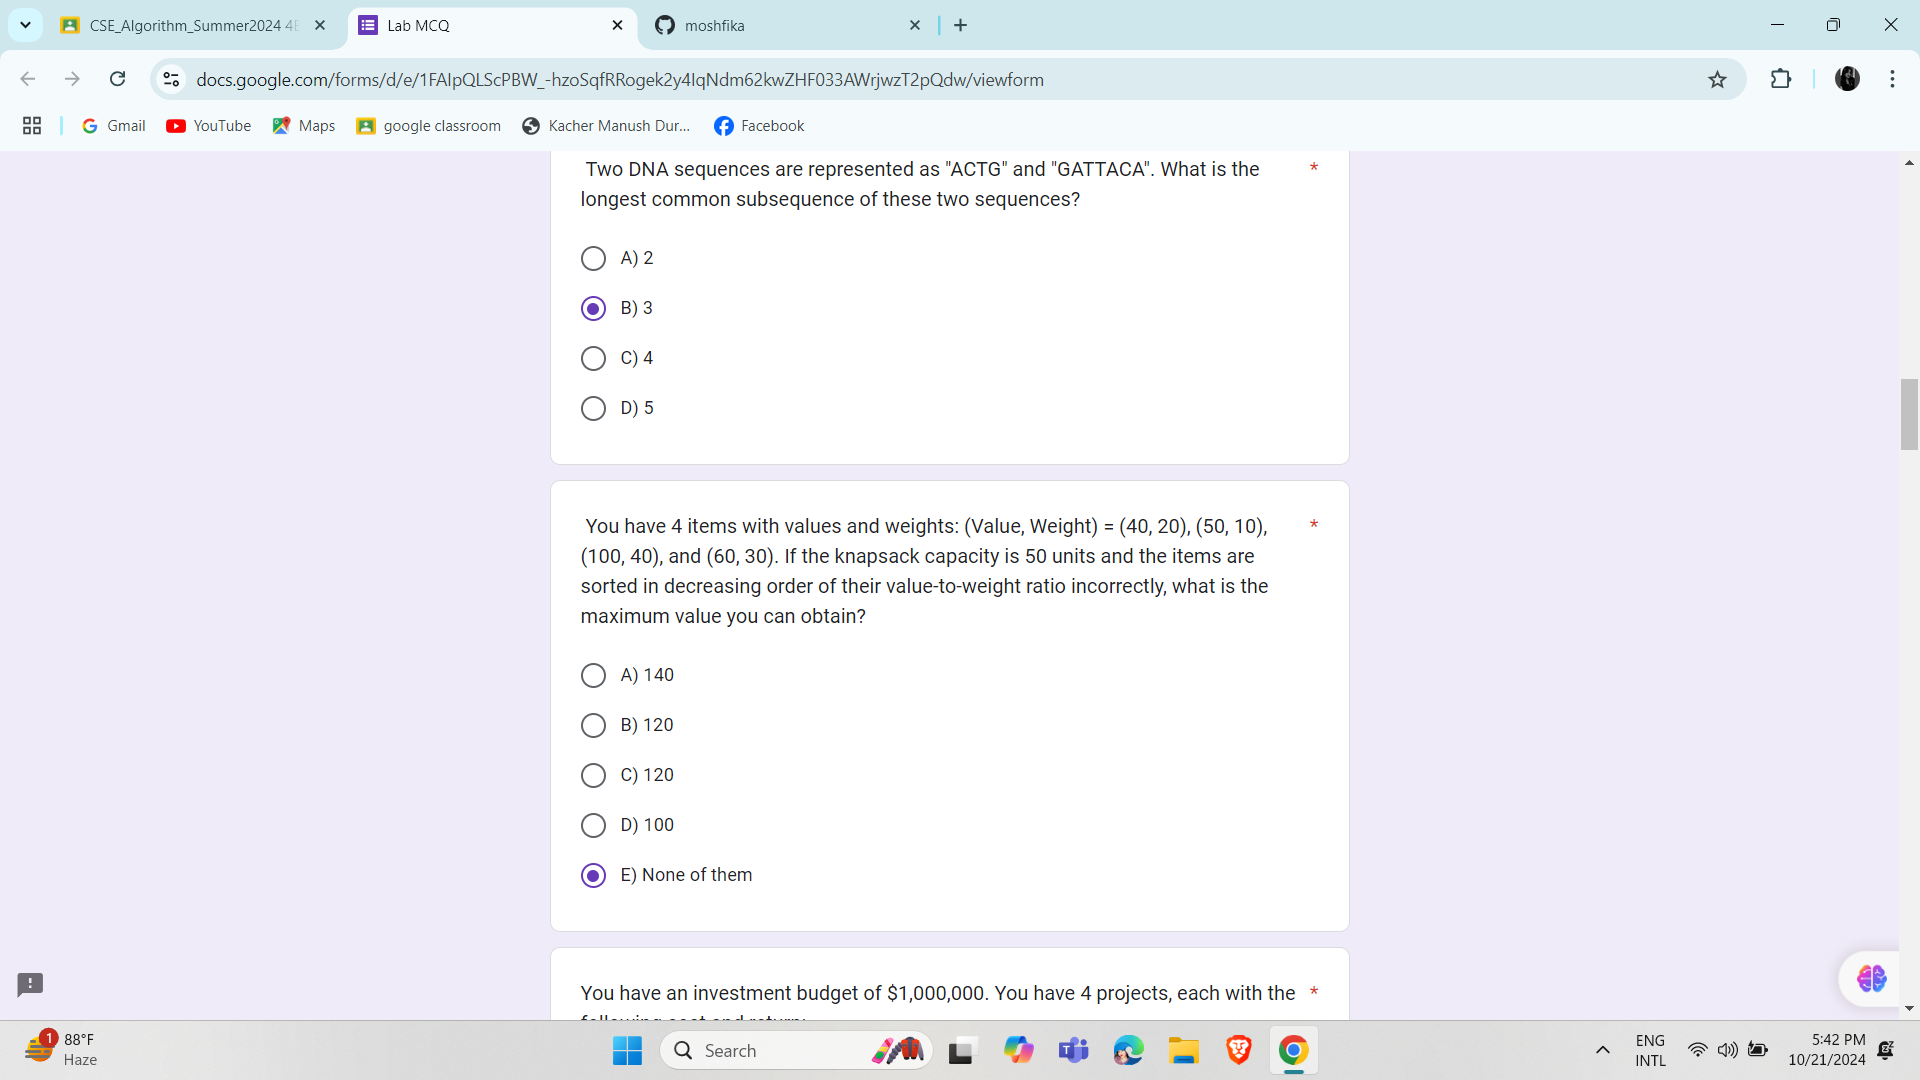 CSE_Algorithm_Summer2024 4E
Lab MCQ
moshfika
docs.google.com/forms/d/e/1FAIpQLScPBW_-hzoSqfRRogek2y4IqNdm62kwZHF033AWrjwzT2pQdw/viewform
Gmail
YouTube
Maps
google classroom
Kacher Manush Dur...
Facebook
Two DNA sequences are represented as "ACTG" and "GATTACA". What is the *
longest common subsequence of these two sequences?
A) 2
B) 3
C) 4
D) 5
You have 4 items with values and weights: (Value, Weight) = (40, 20), (50, 10), *
(100, 40), and (60, 30). If the knapsack capacity is 50 units and the items are
sorted in decreasing order of their value-to-weight ratio incorrectly, what is the
maximum value you can obtain?
A) 140
B) 120
C) 120
D) 100
E) None of them
You have an investment budget of $1,000,000. You have 4 projects, each with the *
following cost and return:
1
88°F
Haze
Search
ENG
INTL
5:42 PM
10/21/2024